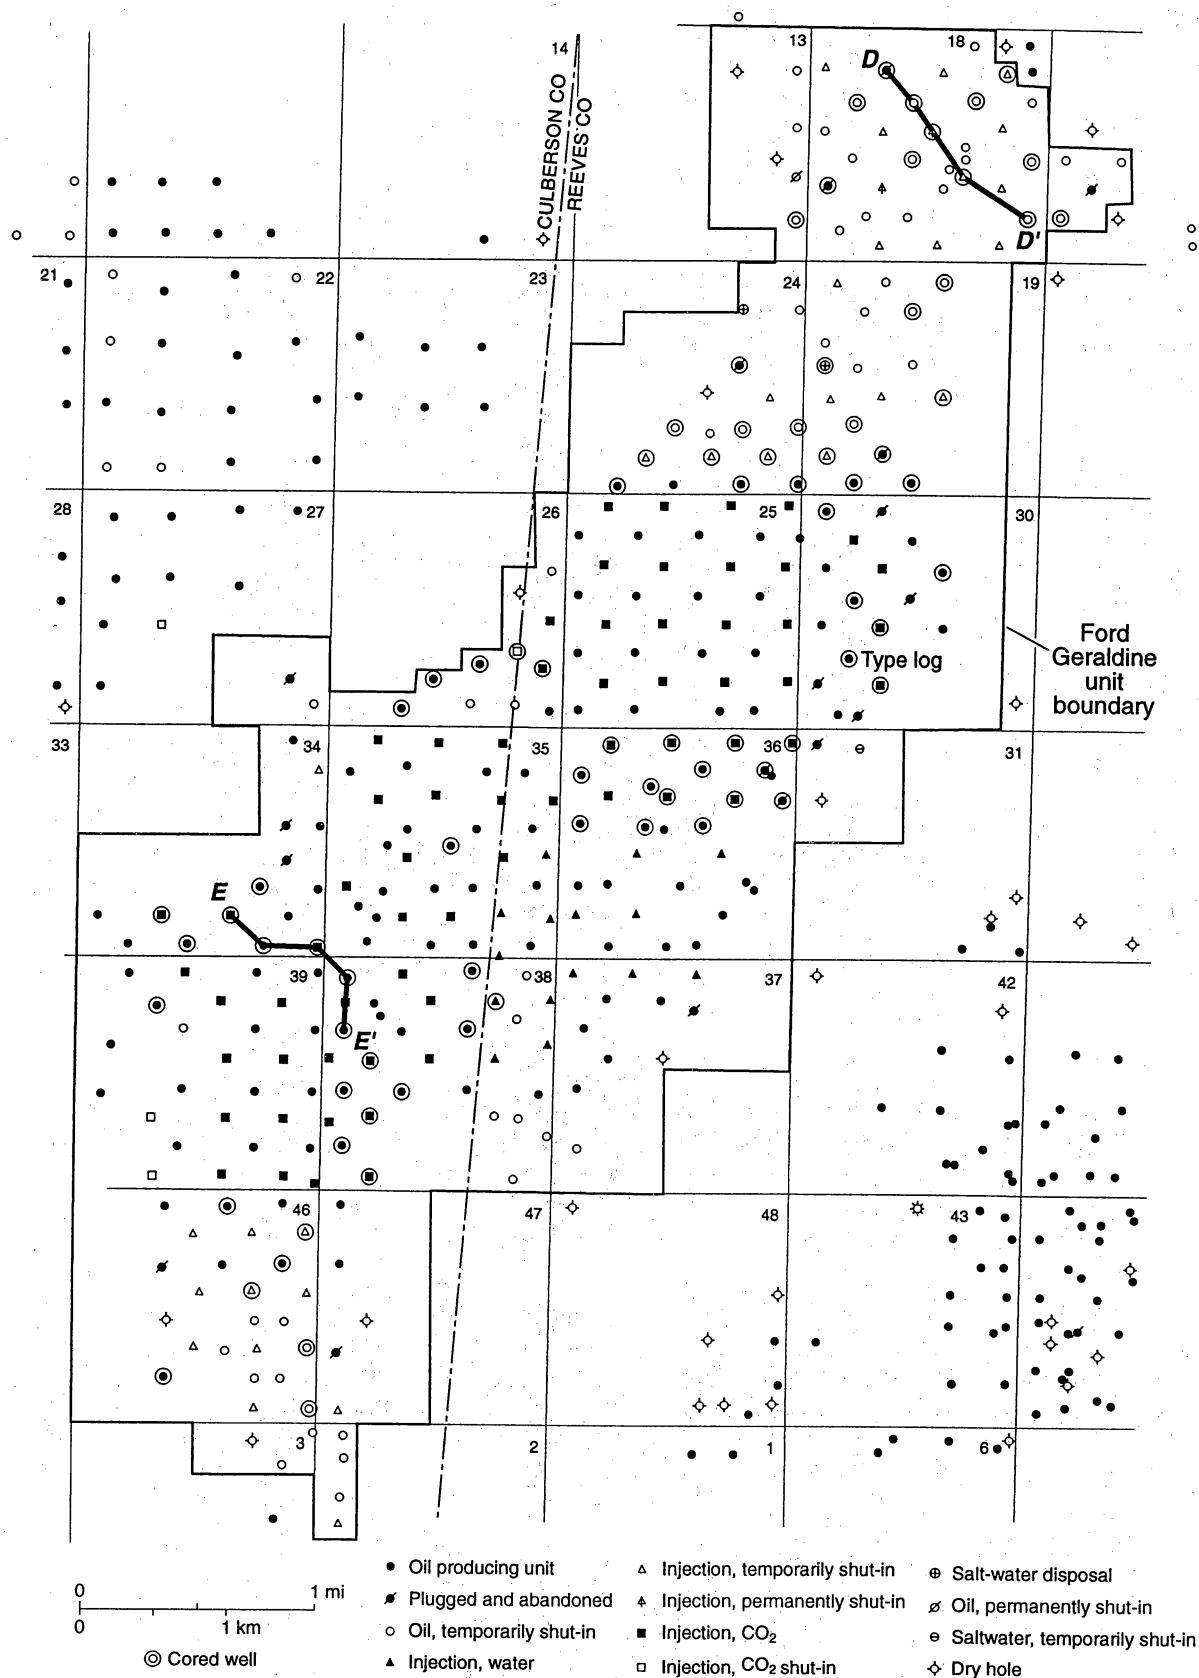 14
CULBERSON CO
REEVES CO
13
18
D
D'
21
22
23
24
19
28
27
26
25
30
Type log
Ford
Geraldine
unit
boundary
33
34
35
36
31
E
39
38
37
42
E'
46
47
48
43
3
2
1
6
0 1 mi
0 1 km
Cored well
Oil producing unit
Plugged and abandoned
Oil, temporarily shut-in
Injection, water
Injection, temporarily shut-in
Injection, permanently shut-in
Injection, CO2
Injection, CO2 shut-in
Salt-water disposal
Oil, permanently shut-in
Saltwater, temporarily shut-in
Dry hole